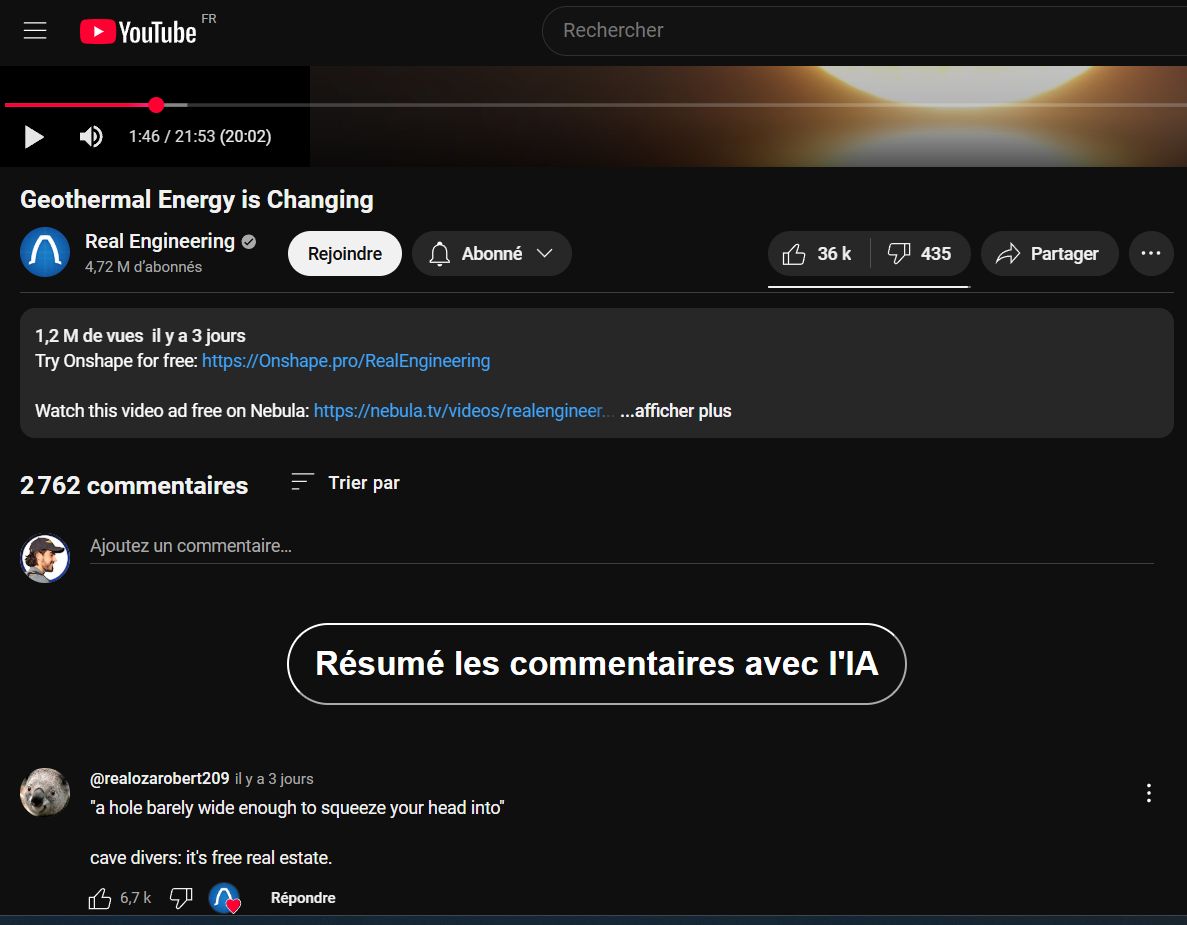 YouTube FR
Rechercher
1:46 / 21:53 (20:02)
Geothermal Energy is Changing
Real Engineering
4,72 M d’abonnés
Rejoindre
Abonné
36 k
435
Partager
1,2 M de vues il y a 3 jours
Try Onshape for free: https://Onshape.pro/RealEngineering
Watch this video ad free on Nebula: https://nebula.tv/videos/realengineer... ...afficher plus
2 762 commentaires
Trier par
Ajoutez un commentaire…
Résumé les commentaires avec l'IA
@realozarobert209 il y a 3 jours
"a hole barely wide enough to squeeze your head into"
cave divers: it's free real estate.
6,7 k
Répondre